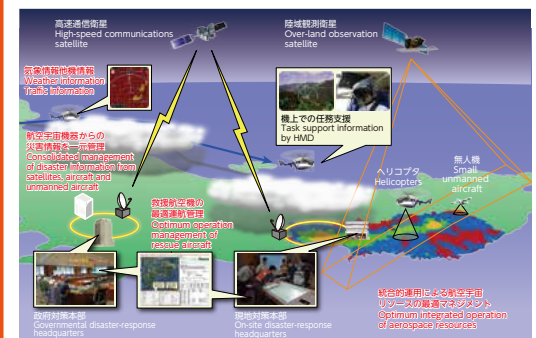 高速通信衛星
High-speed communications
satellite
陸域観測衛星
Over-land observation
satellite
気象情報他機情報
Weather information
Traffic information
機上での任務支援
Task support information
by HMD
航空宇宙機器からの
災害情報を一元管理
Consolidated management
of disaster information from
satellites, aircraft and
unmanned aircraft
ヘリコプタ
Helicopters
無人機
Small
unmanned
aircraft
救援航空機の
最適運航管理
Optimum operation
management of
rescue aircraft
政府対策本部
Governmental disaster-response
headquarters
現地対策本部
On-site disaster-response
headquarters
統合的運用による航空宇宙
リソースの最適マネジメント
Optimum integrated operation
of aerospace resources